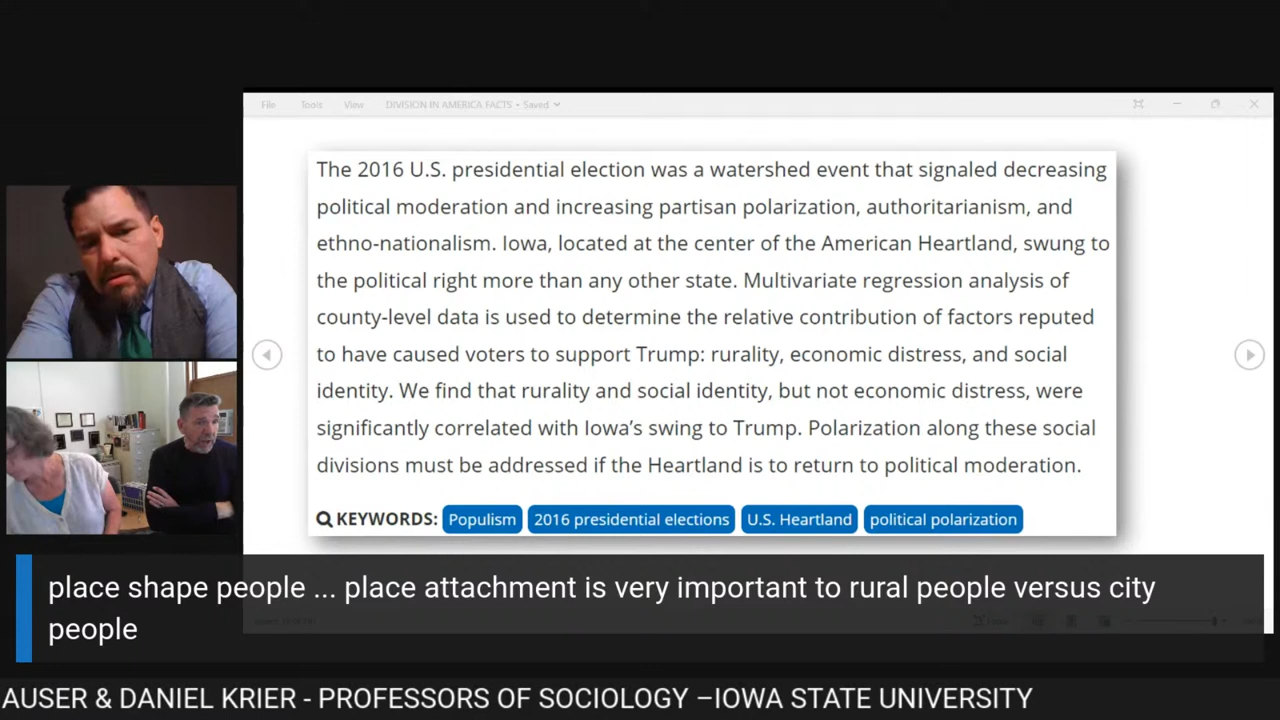 File Tools View DIVISION IN AMERICA FACTS • Saved
The 2016 U.S. presidential election was a watershed event that signaled decreasing
political moderation and increasing partisan polarization, authoritarianism, and
ethno-nationalism. Iowa, located at the center of the American Heartland, swung to
the political right more than any other state. Multivariate regression analysis of
county-level data is used to determine the relative contribution of factors reputed
to have caused voters to support Trump: rurality, economic distress, and social
identity. We find that rurality and social identity, but not economic distress, were
significantly correlated with Iowa’s swing to Trump. Polarization along these social
divisions must be addressed if the Heartland is to return to political moderation.
KEYWORDS: Populism 2016 presidential elections U.S. Heartland political polarization
place shape people ... place attachment is very important to rural people versus city
people
AUSER & DANIEL KRIER - PROFESSORS OF SOCIOLOGY –IOWA STATE UNIVERSITY